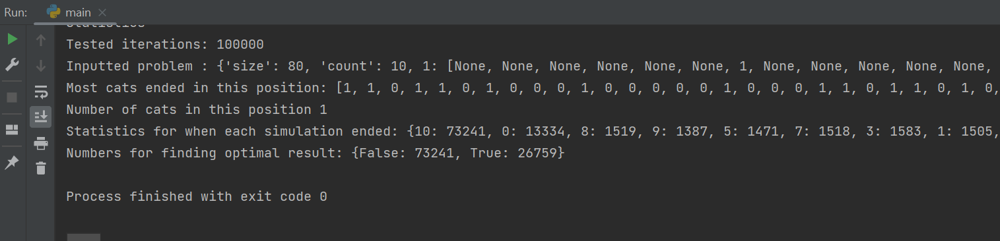 Run: main
Statistics
Tested iterations: 100000
Inputted problem : {'size': 80, 'count': 10, 1: [None, None, None, None, None, None, 1, None, None, None, None, None,
Most cats ended in this position: [1, 1, 0, 1, 1, 0, 1, 0, 0, 0, 1, 0, 0, 0, 0, 0, 1, 0, 0, 0, 1, 1, 0, 1, 1, 0, 1, 0,
Number of cats in this position 1
Statistics for when each simulation ended: {10: 73241, 0: 13334, 8: 1519, 9: 1387, 5: 1471, 7: 1518, 3: 1583, 1: 1505,
Numbers for finding optimal result: {False: 73241, True: 26759}
Process finished with exit code 0